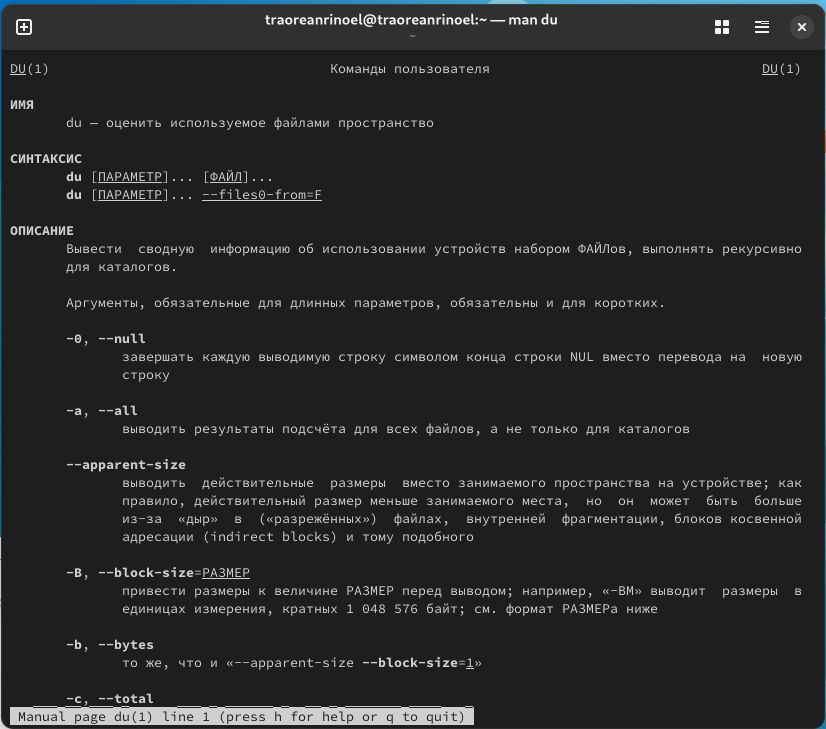 traoreanrinoel@traoreanrinoel:~ — man du
~
DU(1) Команды пользователя DU(1)
ИМЯ
du — оценить используемое файлами пространство
СИНТАКСИС
du [ПАРАМЕТР]... [ФАЙЛ]...
du [ПАРАМЕТР]... --files0-from=F
ОПИСАНИЕ
Вывести сводную информацию об использовании устройств набором ФАЙЛов, выполнять рекурсивно
для каталогов.
Аргументы, обязательные для длинных параметров, обязательны и для коротких.
-0, --null
завершать каждую выводимую строку символом конца строки NUL вместо перевода на новую
строку
-a, --all
выводить результаты подсчёта для всех файлов, а не только для каталогов
--apparent-size
выводить действительные размеры вместо занимаемого пространства на устройстве; как
правило, действительный размер меньше занимаемого места, но он может быть больше
из-за «дыр» в («разрежённых») файлах, внутренней фрагментации, блоков косвенной
адресации (indirect blocks) и тому подобного
-B, --block-size=РАЗМЕР
привести размеры к величине РАЗМЕР перед выводом; например, «-BM» выводит размеры в
единицах измерения, кратных 1 048 576 байт; см. формат РАЗМЕРа ниже
-b, --bytes
то же, что и «--apparent-size --block-size=1»
-c, --total
Manual page du(1) line 1 (press h for help or q to quit)